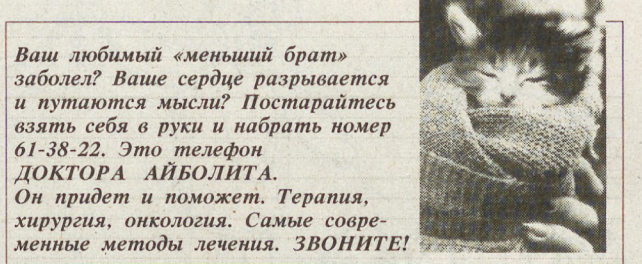 Ваш любимый «меньший брат»
заболел? Ваше сердце разрывается
и путаются мысли? Постарайтесь
взять себя в руки и набрать номер
61-38-22. Это телефон
ДОКТОРА АЙБОЛИТА.
Он придет и поможет. Терапия,
хирургия, онкология. Самые совре-
менные методы лечения. ЗВОНИТЕ!